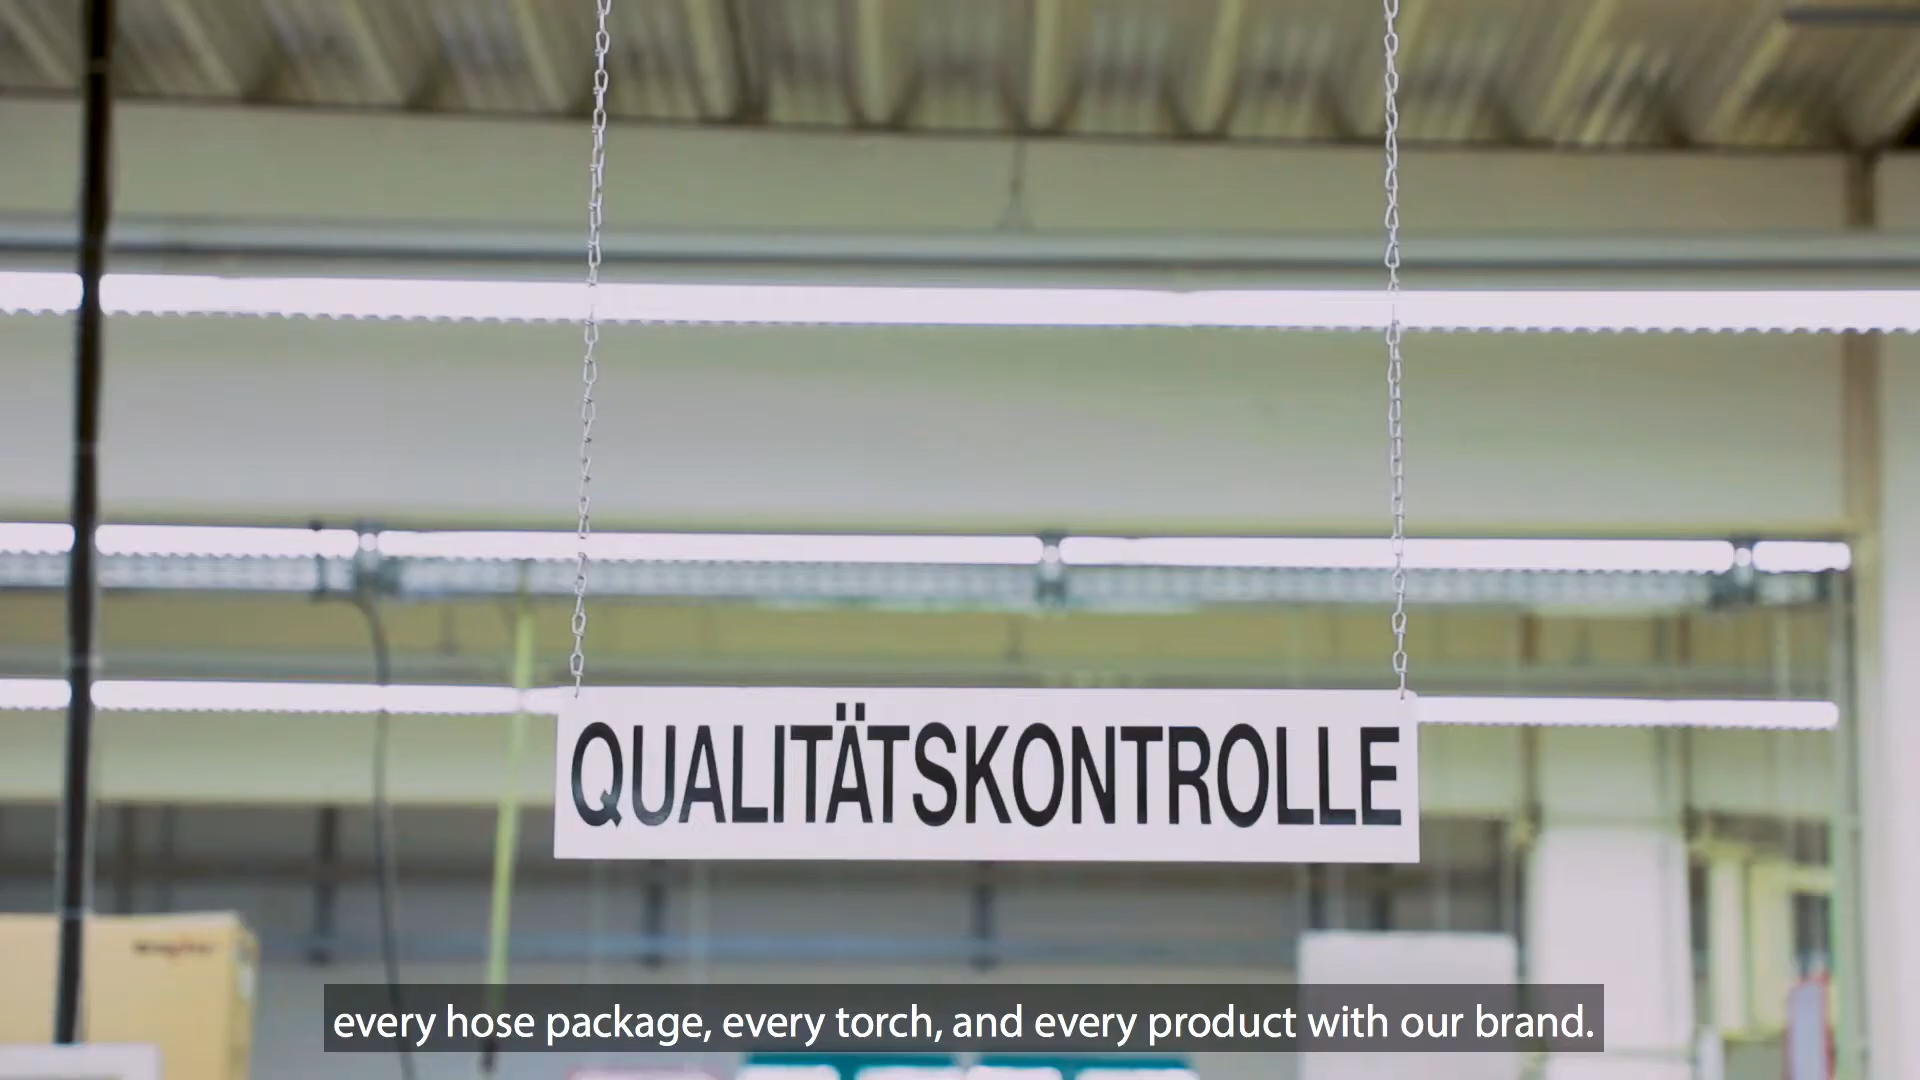 QUALITÄTSKONTROLLE
every hose package, every torch, and every product with our brand.